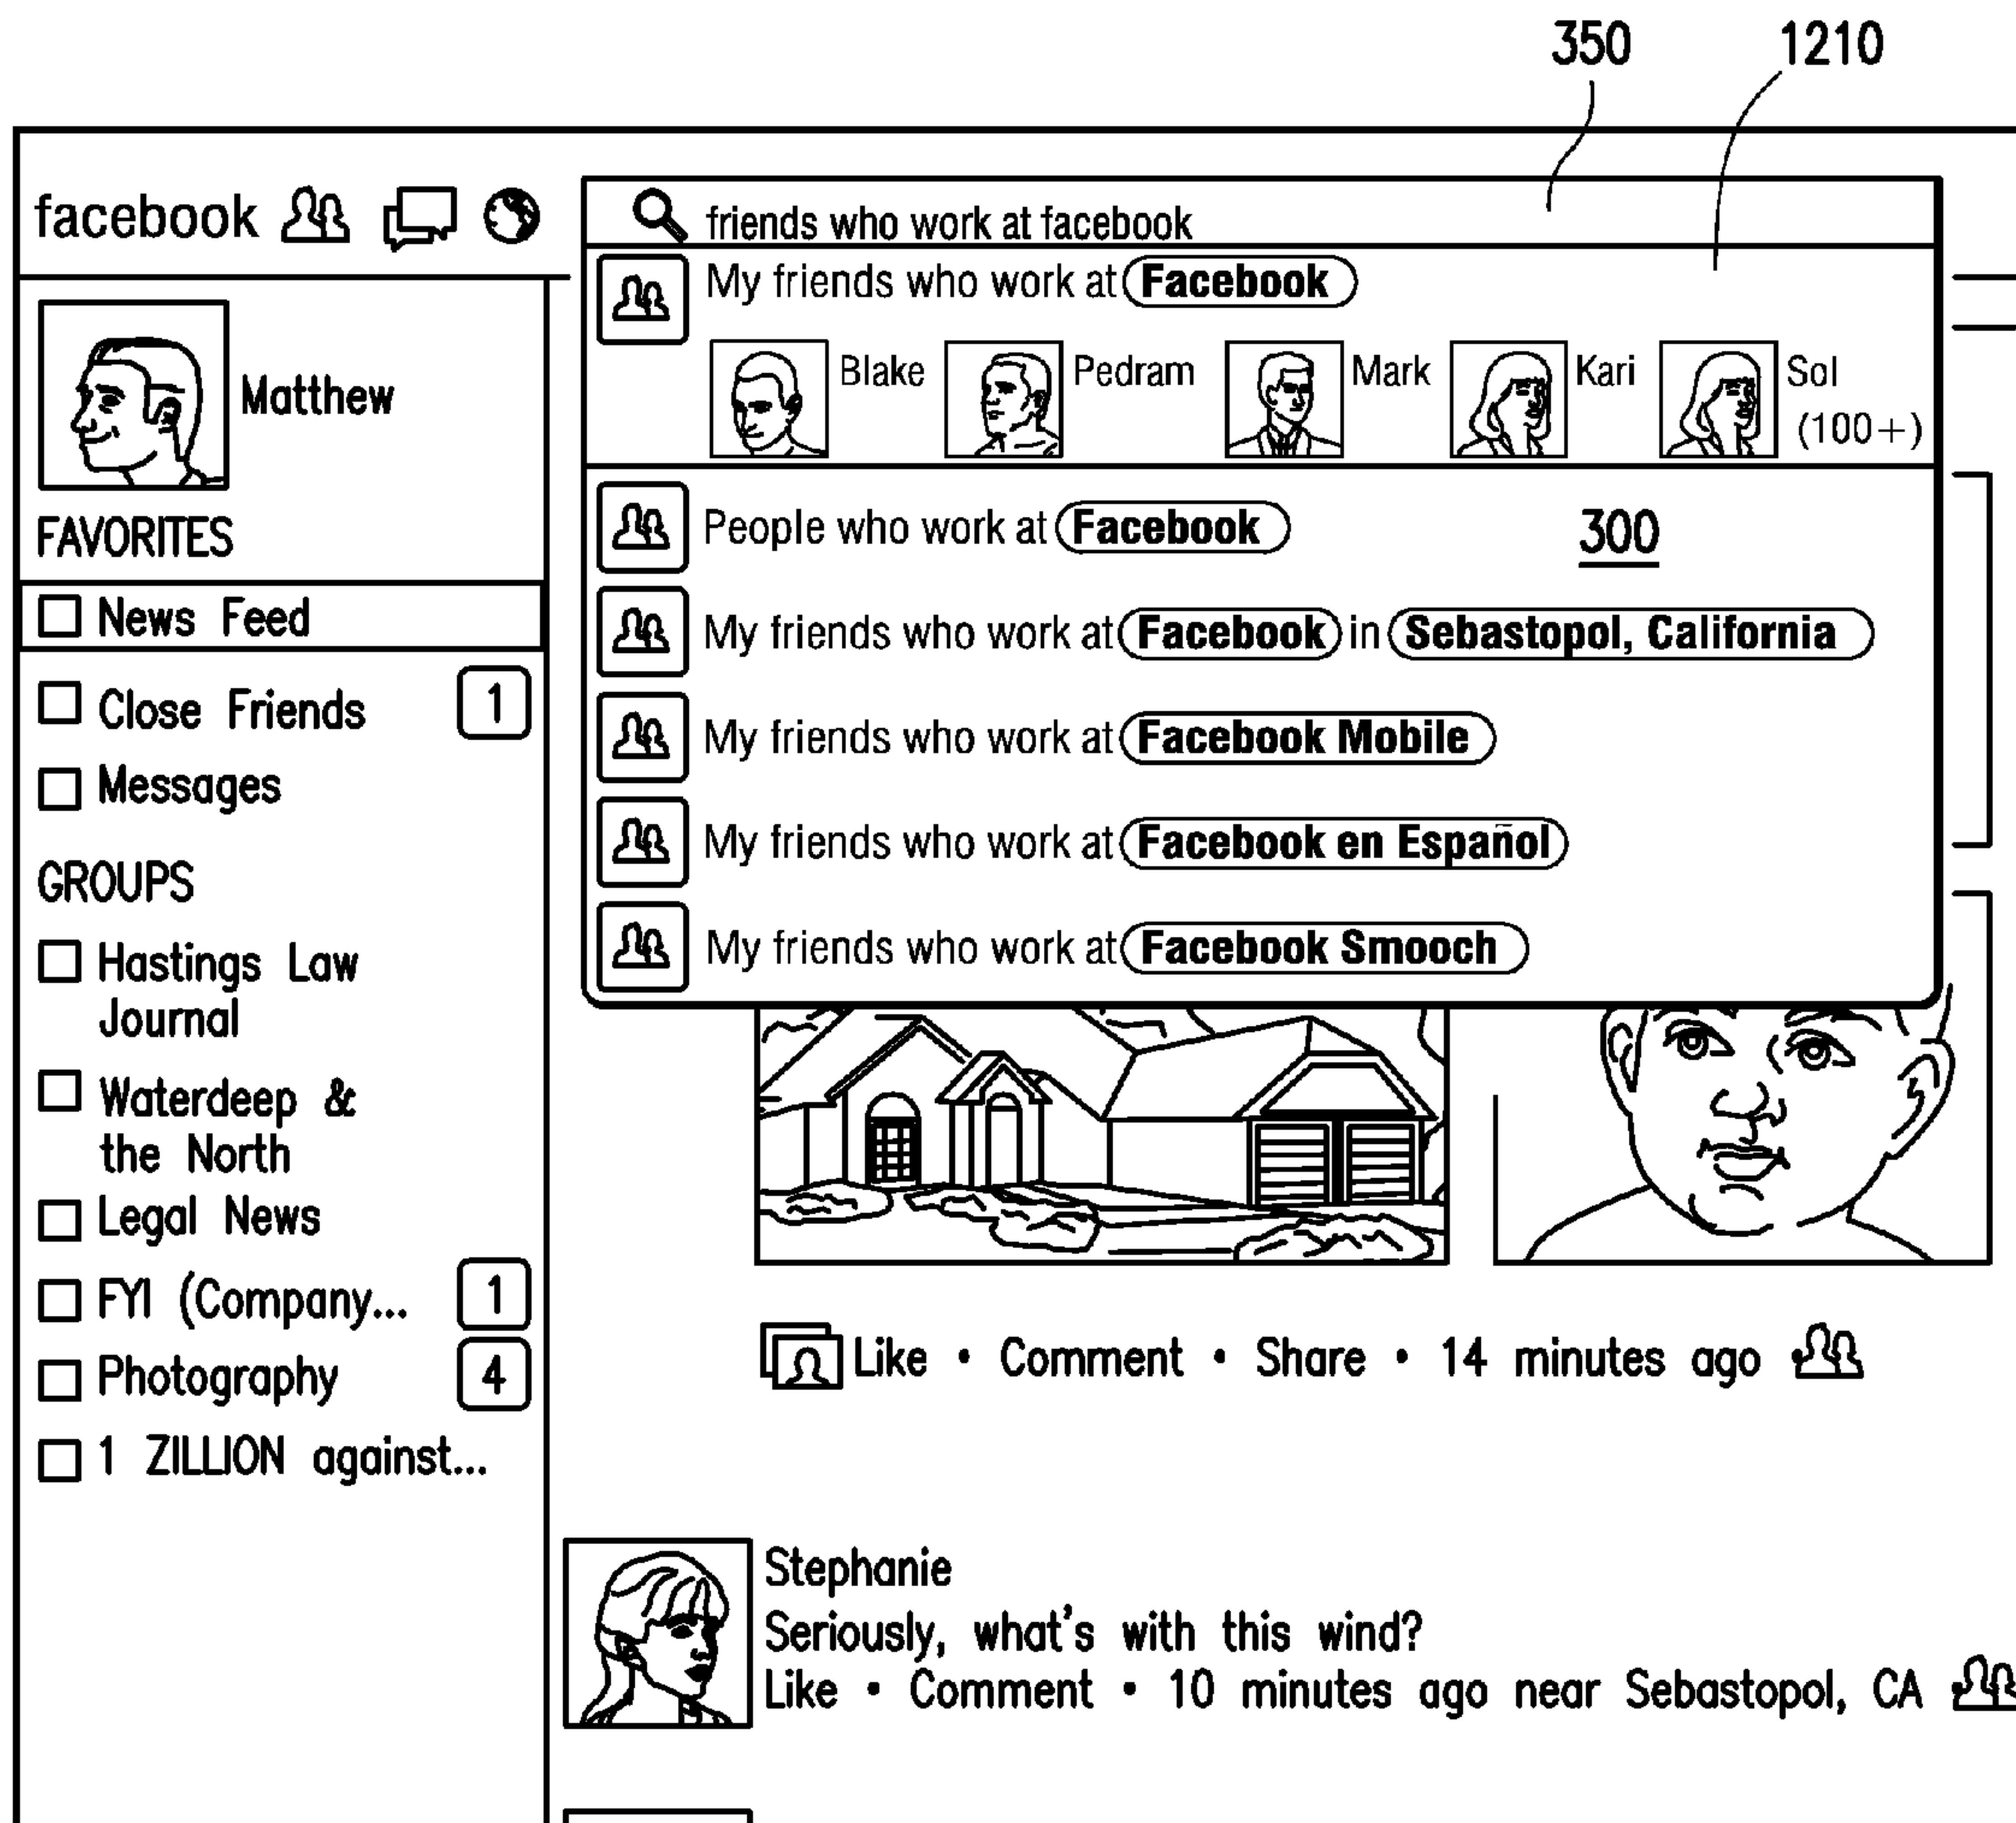 350
1210
facebook
friends who work at facebook
My friends who work at Facebook
Blake
Pedram
Mark
Kari
Sol
(100+)
People who work at Facebook
300
My friends who work at Facebook in Sebastopol, California
My friends who work at Facebook Mobile
My friends who work at Facebook en Español
My friends who work at Facebook Smooch
Matthew
FAVORITES
News Feed
Close Friends 1
Messages
GROUPS
Hastings Law
Journal
Waterdeep &
the North
Legal News
FYI (Company... 1
Photography 4
1 ZILLION against...
Like • Comment • Share • 14 minutes ago
Stephanie
Seriously, what's with this wind?
Like • Comment • 10 minutes ago near Sebastopol, CA